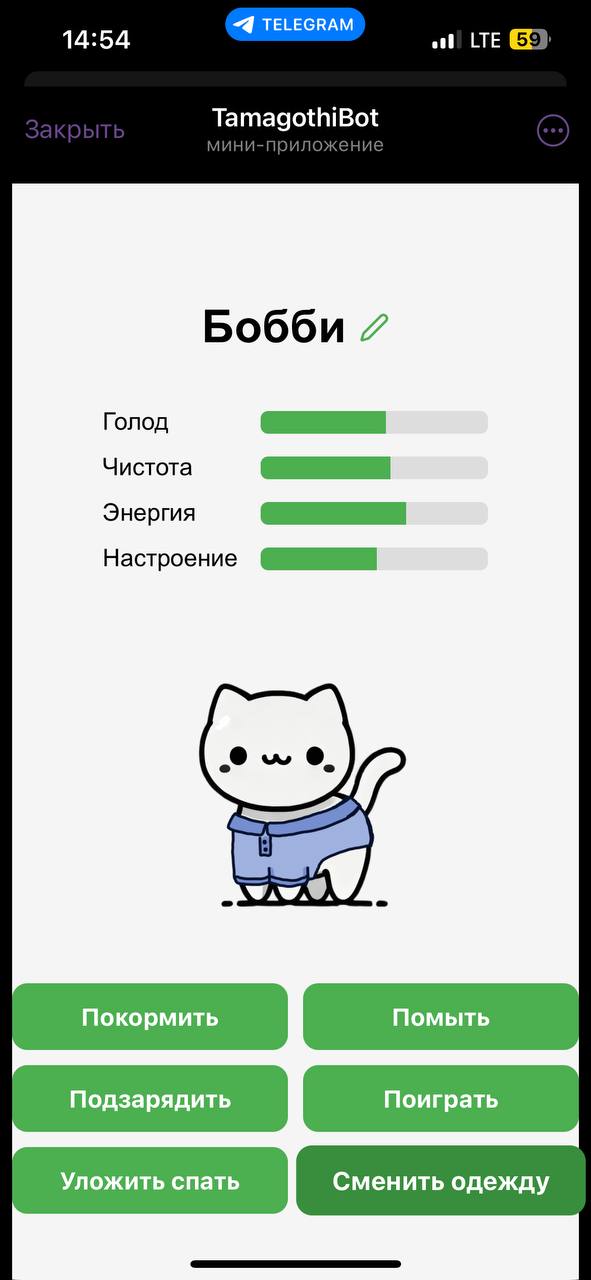 14:54
TELEGRAM
LTE 59
Закрыть
TamagothiBot
мини-приложение
Бобби
Голод
Чистота
Энергия
Настроение
Покормить
Помыть
Подзарядить
Поиграть
Уложить спать
Сменить одежду